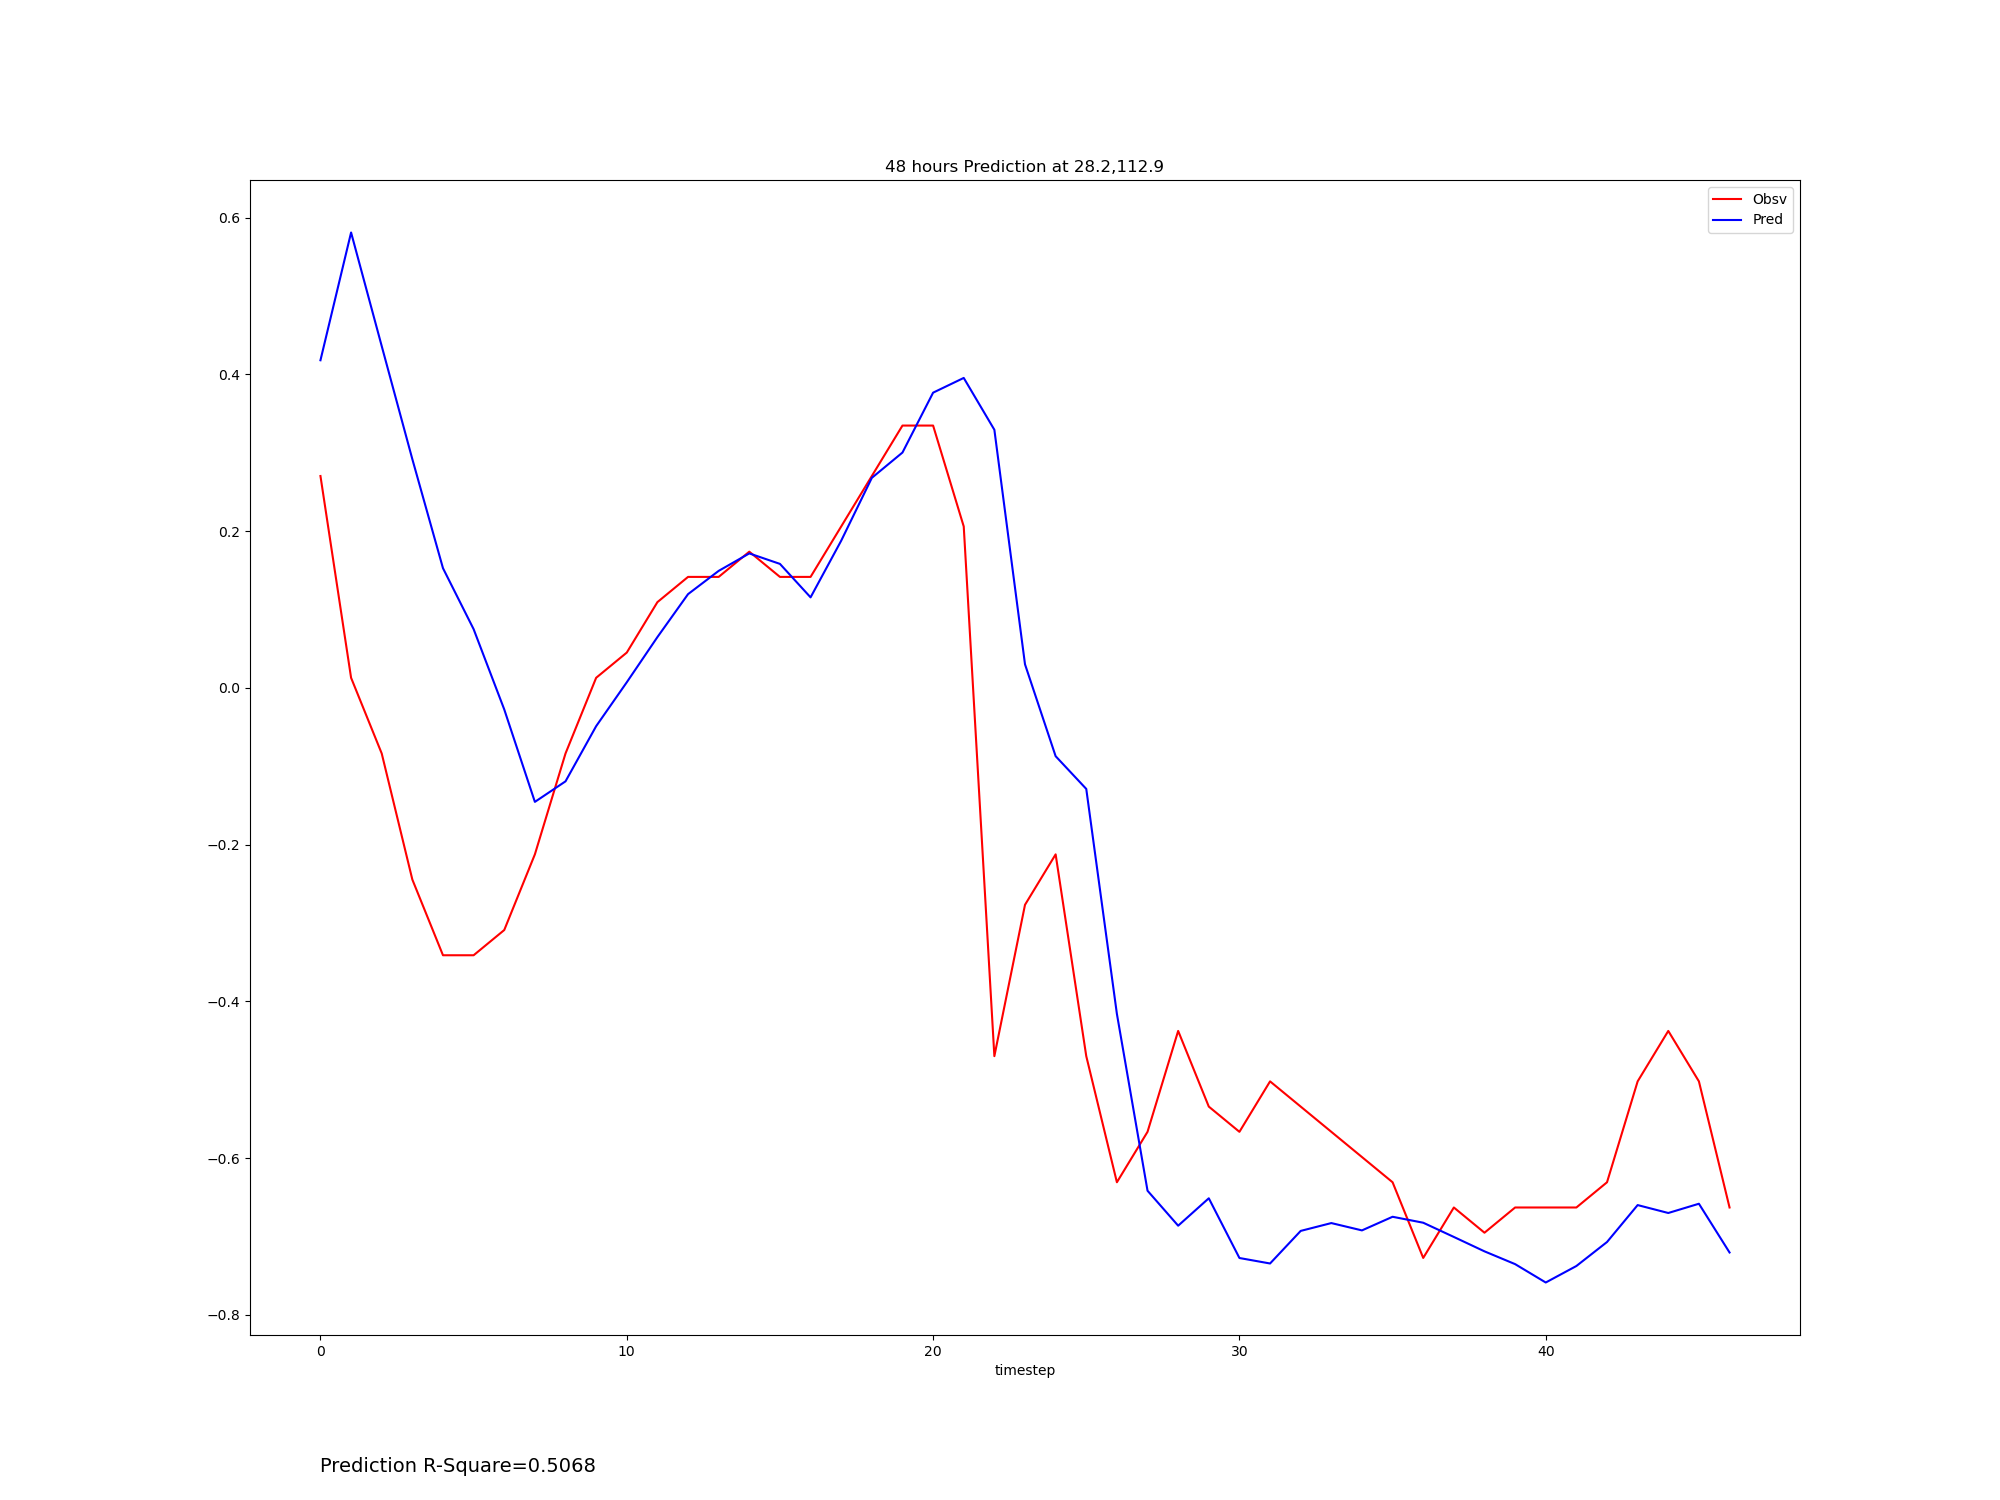 48 hours Prediction at 28.2,112.9
Obsv
Pred
0.6
0.4
0.2
0.0
−0.2
−0.4
−0.6
−0.8
0 10 20 30 40
timestep
Prediction R-Square=0.5068